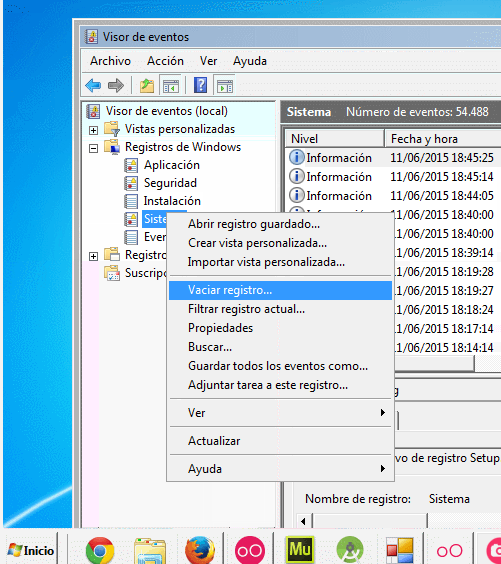 Visor de eventos
Archivo Acción Ver Ayuda
Visor de eventos (local)
Vistas personalizadas
Registros de Windows
Aplicación
Seguridad
Instalación
Siste
Even
Registro
Suscripc
Sistema Número de eventos: 54.488
Nivel Fecha y hora
Información 11/06/2015 18:45:25
Información 11/06/2015 18:45:14
Información 11/06/2015 18:44:05
11/06/2015 18:40:00
11/06/2015 18:40:00
11/06/2015 18:39:14
11/06/2015 18:19:28
11/06/2015 18:19:27
11/06/2015 18:18:24
11/06/2015 18:17:14
11/06/2015 18:14:14
Abrir registro guardado...
Crear vista personalizada...
Importar vista personalizada...
Vaciar registro...
Filtrar registro actual...
Propiedades
Buscar...
Guardar todos los eventos como...
Adjuntar tarea a este registro...
Ver
Actualizar
Ayuda
g
vo de registro Setup
Nombre de registro: Sistema
Inicio
Mu